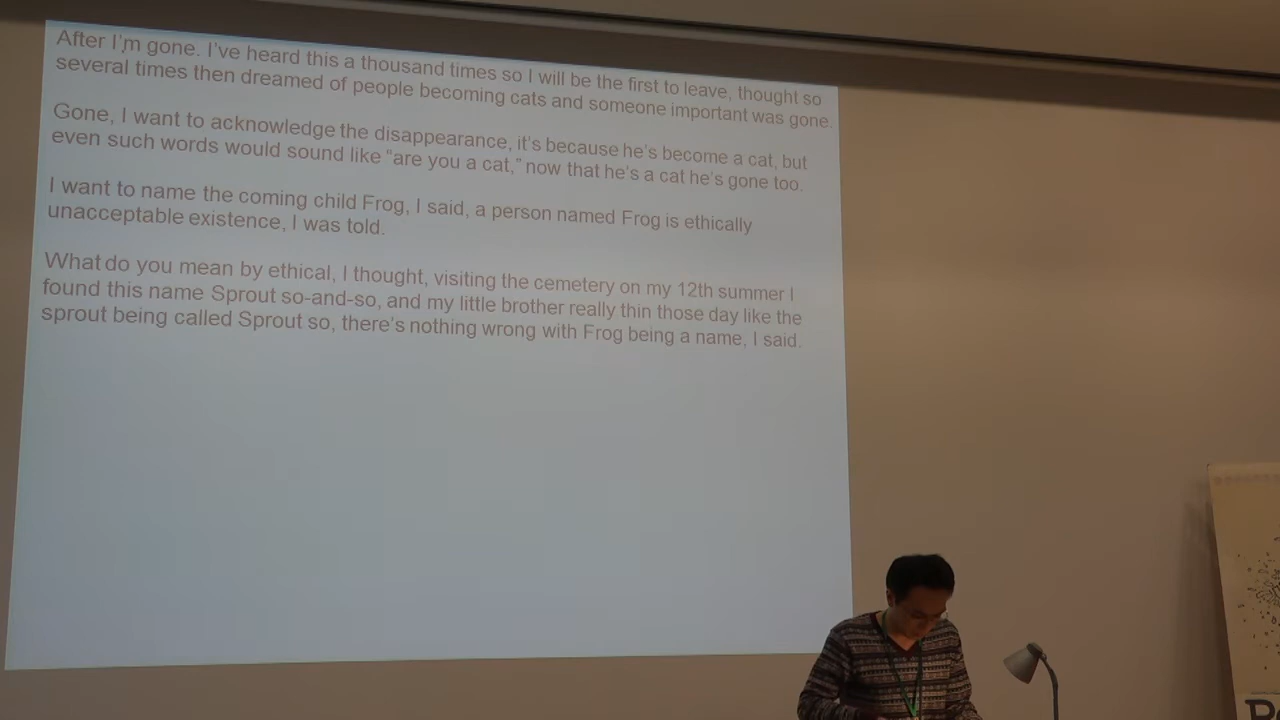 After I'm gone. I've heard this a thousand times so I will be the first to leave, thought so
several times then dreamed of people becoming cats and someone important was gone.
Gone, I want to acknowledge the disappearance, it's because he's become a cat, but
even such words would sound like “are you a cat,” now that he's a cat he's gone too.
I want to name the coming child Frog, I said, a person named Frog is ethically
unacceptable existence, I was told.
What do you mean by ethical, I thought, visiting the cemetery on my 12th summer I
found this name Sprout so-and-so, and my little brother really thin those day like the
sprout being called Sprout so, there's nothing wrong with Frog being a name, I said.